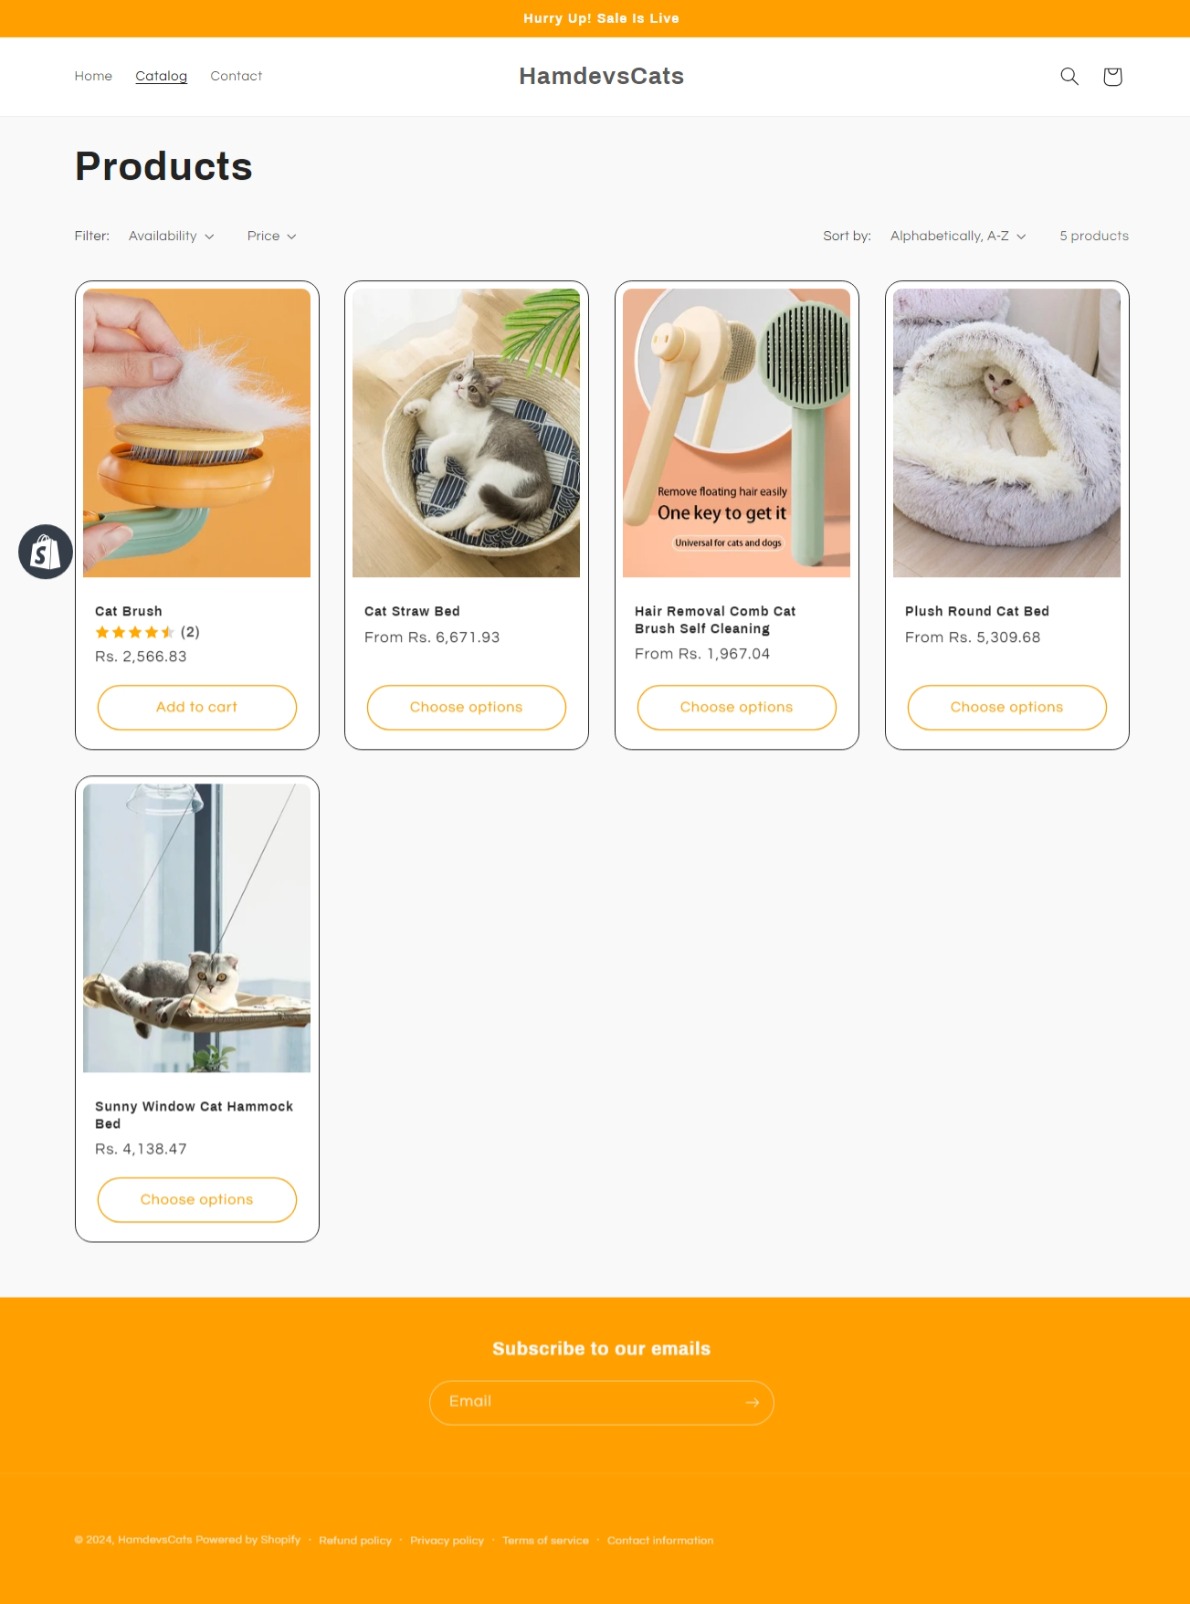 Hurry Up! Sale Is Live
Home Catalog Contact
HamdevsCats
Products
Filter: Availability Price
Sort by: Alphabetically, A-Z 5 products
Cat Brush
(2)
Rs. 2,566.83
Add to cart
Cat Straw Bed
From Rs. 6,671.93
Choose options
Remove floating hair easily
One key to get it
Universal for cats and dogs
Hair Removal Comb Cat
Brush Self Cleaning
From Rs. 1,967.04
Choose options
Plush Round Cat Bed
From Rs. 5,309.68
Choose options
S
Sunny Window Cat Hammock
Bed
Rs. 4,138.47
Choose options
Subscribe to our emails
Email
© 2024, HamdevsCats Powered by Shopify · Refund policy · Privacy policy · Terms of service · Contact information